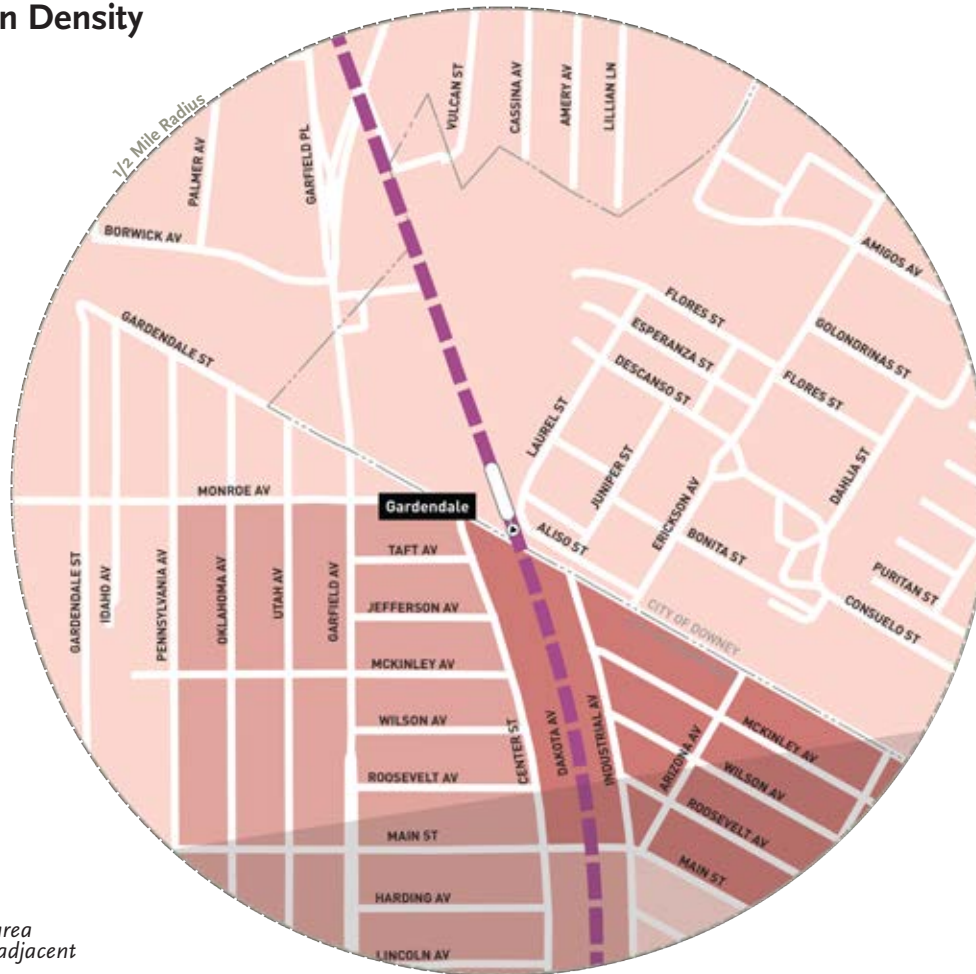 n Density
1/2 Mile Radius
PALMER AV
GARFIELD PL
VULCAN ST
CASSINA AV
AMERY AV
LILLIAN LN
BORWICK AV
AMIGOS AV
GARDENDALE ST
FLORES ST
ESPERANZA ST
DESCANSO ST
GOLONDRINAS ST
FLORES ST
LAUREL ST
JUNIPER ST
DAHLIA ST
ERICKSON AV
MONROE AV
Gardendale
ALISO ST
BONITA ST
PURITAN ST
CONSUELO ST
CITY OF DOWNEY
GARDENDALE ST
IDAHO AV
PENNSYLVANIA AV
OKLAHOMA AV
UTAH AV
GARFIELD AV
TAFT AV
JEFFERSON AV
MCKINLEY AV
WILSON AV
ROOSEVELT AV
CENTER ST
DAKOTA AV
INDUSTRIAL AV
ARIZONA AV
MCKINLEY AV
WILSON AV
ROOSEVELT AV
MAIN ST
MAIN ST
HARDING AV
LINCOLN AV
rea
adjacent